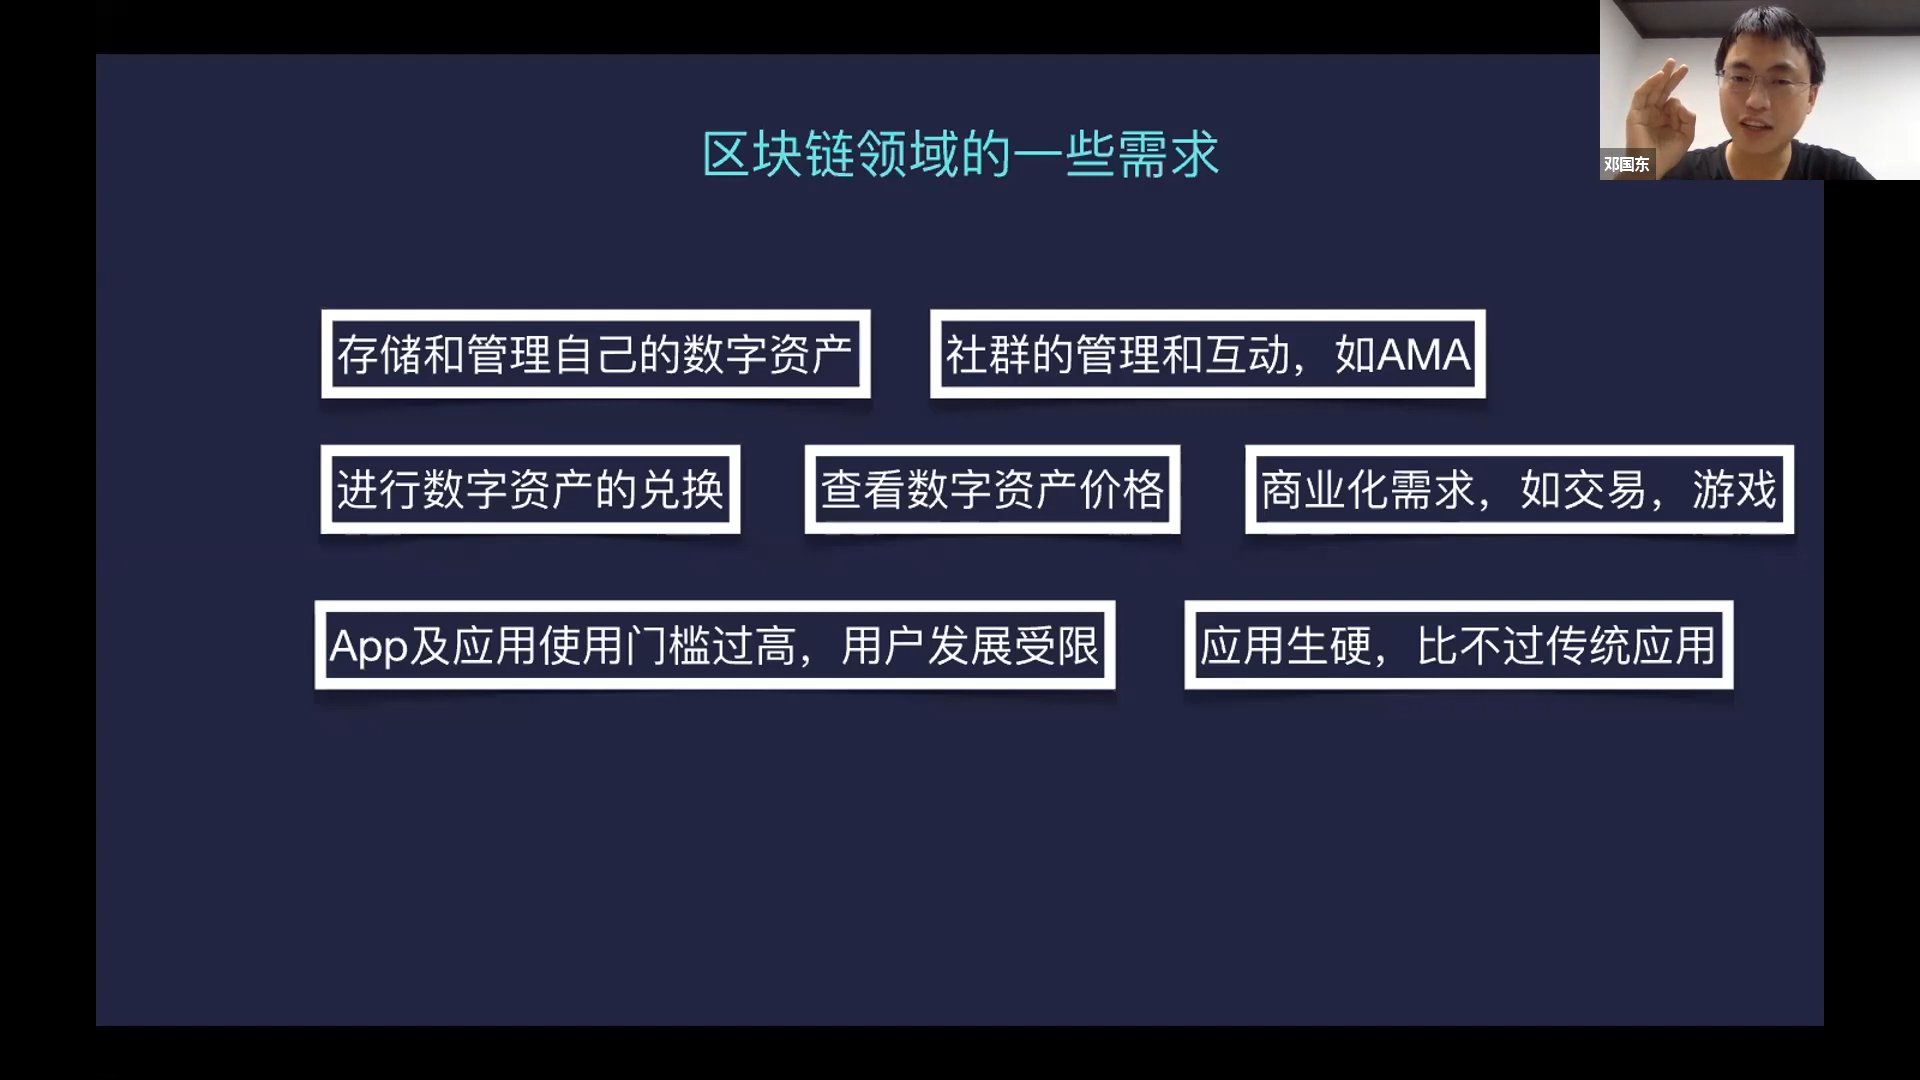 区块链领域的一些需求
邓国东
存储和管理自己的数字资产
社群的管理和互动，如AMA
进行数字资产的兑换
查看数字资产价格
商业化需求，如交易，游戏
App及应用使用门槛过高，用户发展受限
应用生硬，比不过传统应用